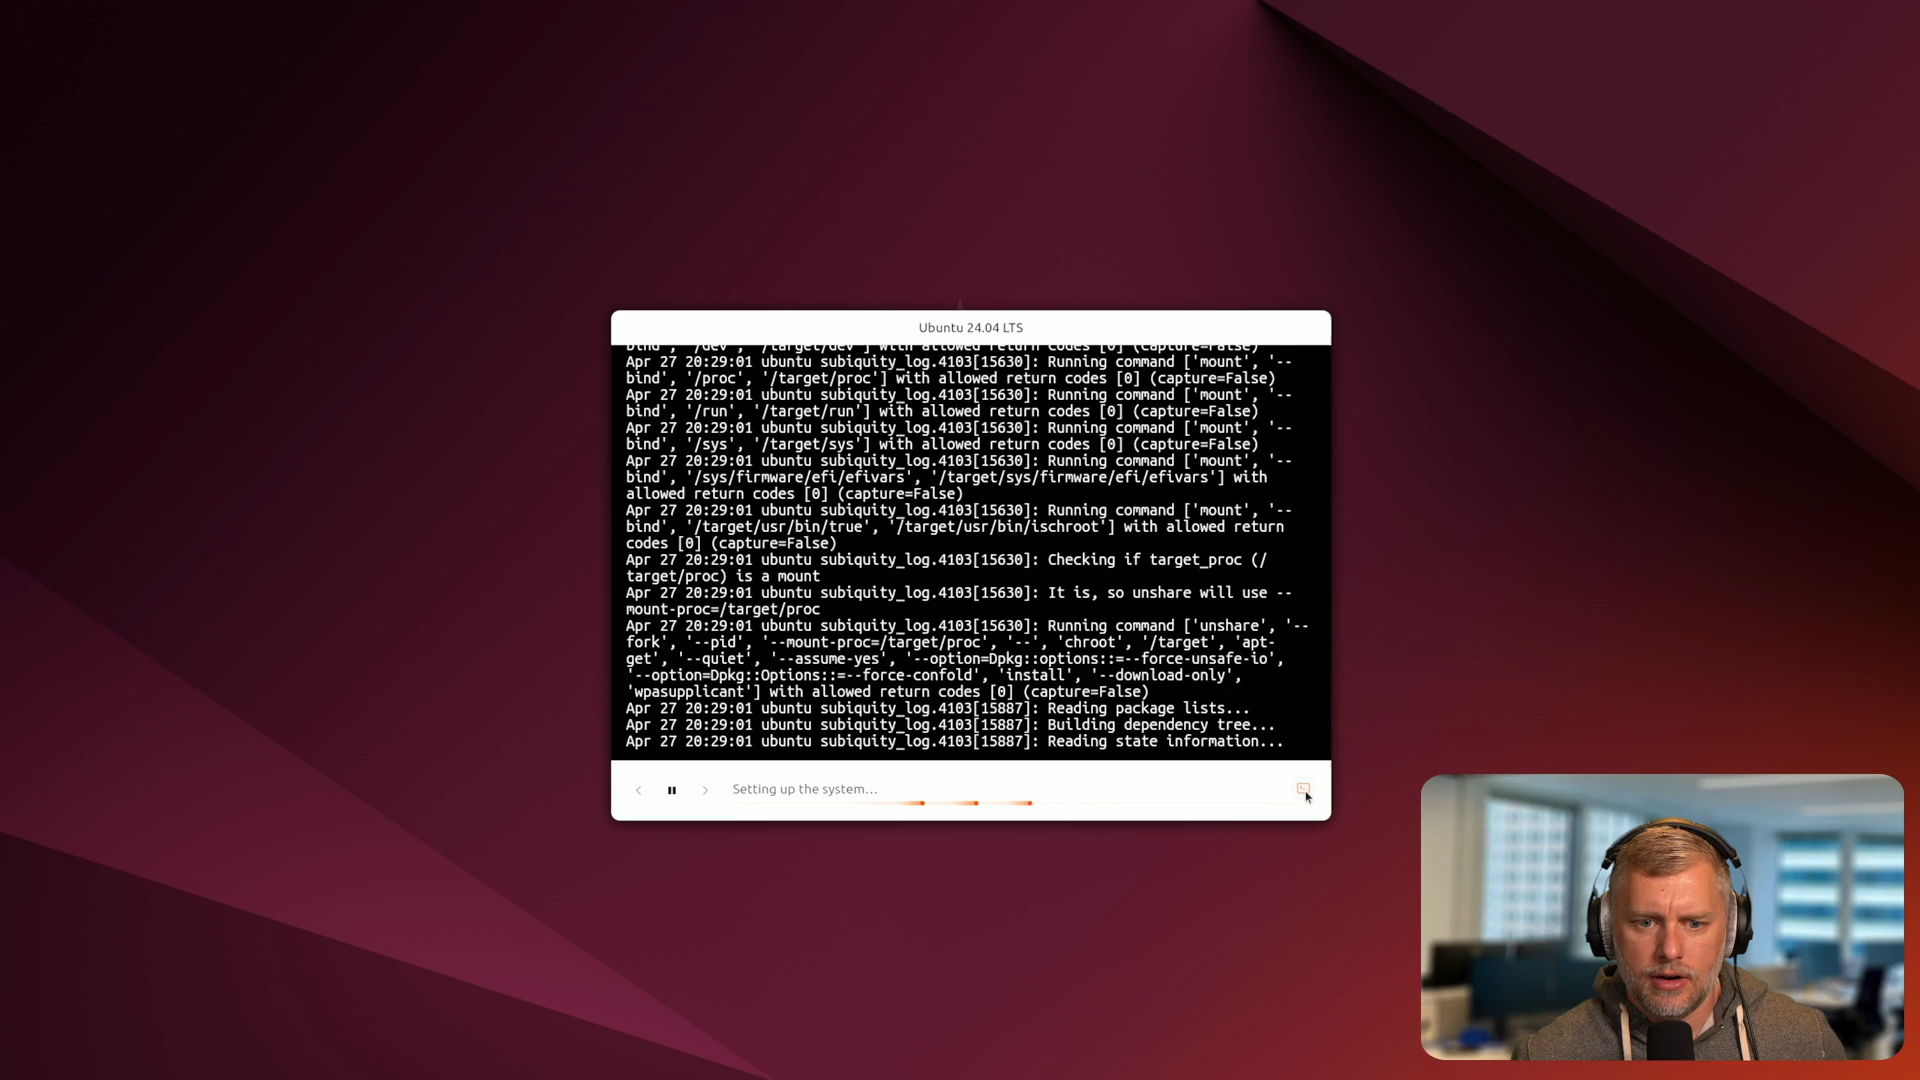 Ubuntu 24.04 LTS
bind', '/dev', '/target/dev'] with allowed return codes [0] (capture=False)
Apr 27 20:29:01 ubuntu subiquity_log.4103[15630]: Running command ['mount', '--
bind', '/proc', '/target/proc'] with allowed return codes [0] (capture=False)
Apr 27 20:29:01 ubuntu subiquity_log.4103[15630]: Running command ['mount', '--
bind', '/run', '/target/run'] with allowed return codes [0] (capture=False)
Apr 27 20:29:01 ubuntu subiquity_log.4103[15630]: Running command ['mount', '--
bind', '/sys', '/target/sys'] with allowed return codes [0] (capture=False)
Apr 27 20:29:01 ubuntu subiquity_log.4103[15630]: Running command ['mount', '--
bind', '/sys/firmware/efi/efivars', '/target/sys/firmware/efi/efivars'] with
allowed return codes [0] (capture=False)
Apr 27 20:29:01 ubuntu subiquity_log.4103[15630]: Running command ['mount', '--
bind', '/target/usr/bin/true', '/target/usr/bin/ischroot'] with allowed return
codes [0] (capture=False)
Apr 27 20:29:01 ubuntu subiquity_log.4103[15630]: Checking if target_proc (/
target/proc) is a mount
Apr 27 20:29:01 ubuntu subiquity_log.4103[15630]: It is, so unshare will use --
mount-proc=/target/proc
Apr 27 20:29:01 ubuntu subiquity_log.4103[15630]: Running command ['unshare', '--
fork', '--pid', '--mount-proc=/target/proc', '--', 'chroot', '/target', 'apt-
get', '--quiet', '--assume-yes', '--option=Dpkg::options::=--force-unsafe-io',
'--option=Dpkg::Options::=--force-confold', 'install', '--download-only',
'wpasupplicant'] with allowed return codes [0] (capture=False)
Apr 27 20:29:01 ubuntu subiquity_log.4103[15887]: Reading package lists...
Apr 27 20:29:01 ubuntu subiquity_log.4103[15887]: Building dependency tree...
Apr 27 20:29:01 ubuntu subiquity_log.4103[15887]: Reading state information...
Setting up the system...